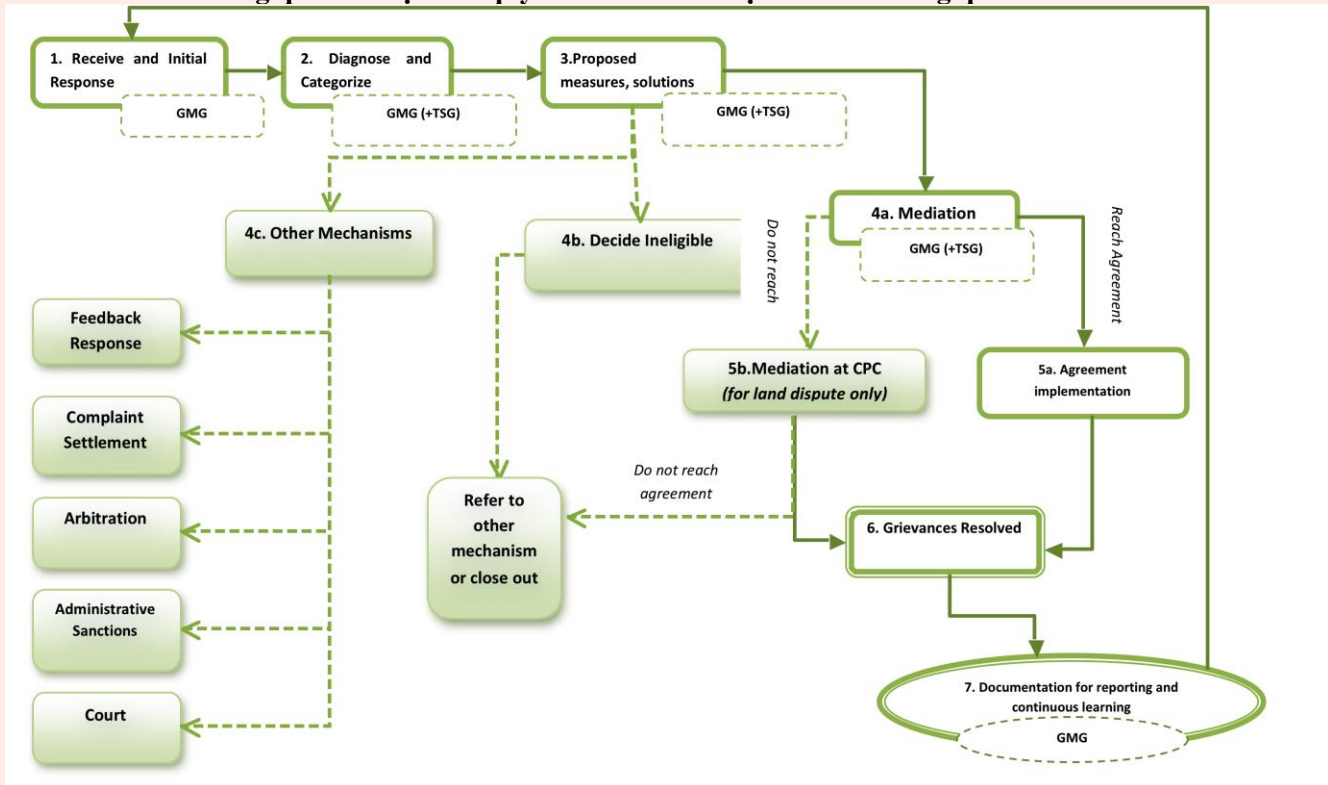 1. Receive and Initial
Response
GMG
2. Diagnose and
Categorize
GMG (+TSG)
3.Proposed
measures, solutions
GMG (+TSG)
4c. Other Mechanisms
4b. Decide Ineligible
4a. Mediation
GMG (+TSG)
Do not reach
Reach Agreement
Feedback
Response
Complaint
Settlement
Arbitration
Administrative
Sanctions
Court
5b.Mediation at CPC
(for land dispute only)
5a. Agreement
implementation
Do not reach
agreement
Refer to
other
mechanism
or close out
6. Grievances Resolved
7. Documentation for reporting and
continuous learning
GMG